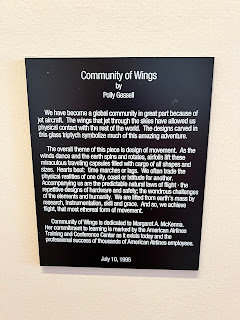 Community of Wings
by
Polly Gessell
We have become a global community in great part because of
jet aircraft. The wings that jet through the skies have allowed us
physical contact with the rest of the world. The designs carved in
this glass triptych symbolize much of this amazing adventure.
The overall theme of this piece is design of movement. As the
winds dance and the earth spins and rotates, airfoils lift these
miraculous traveling capsules filled with cargo of all shapes and
sizes. Hearts beat: time marches or lags. We often trade the
physical realities of one city, coast or latitude for another.
Accompanying us are the predictable natural laws of flight - the
repetitive designs of hardware and safety; the wondrous challenges
of the elements and humanity. We are lifted from earth's mass by
research, instrumentation, skill and grace. And so, we achieve
flight, that most ethereal form of movement.
Community of Wings is dedicated to Margaret A. McKenna.
Her commitment to learning is marked by the American Airlines
Training and Conference Center as it exists today and the
professional success of thousands of American Airlines employees.
July 10, 1995